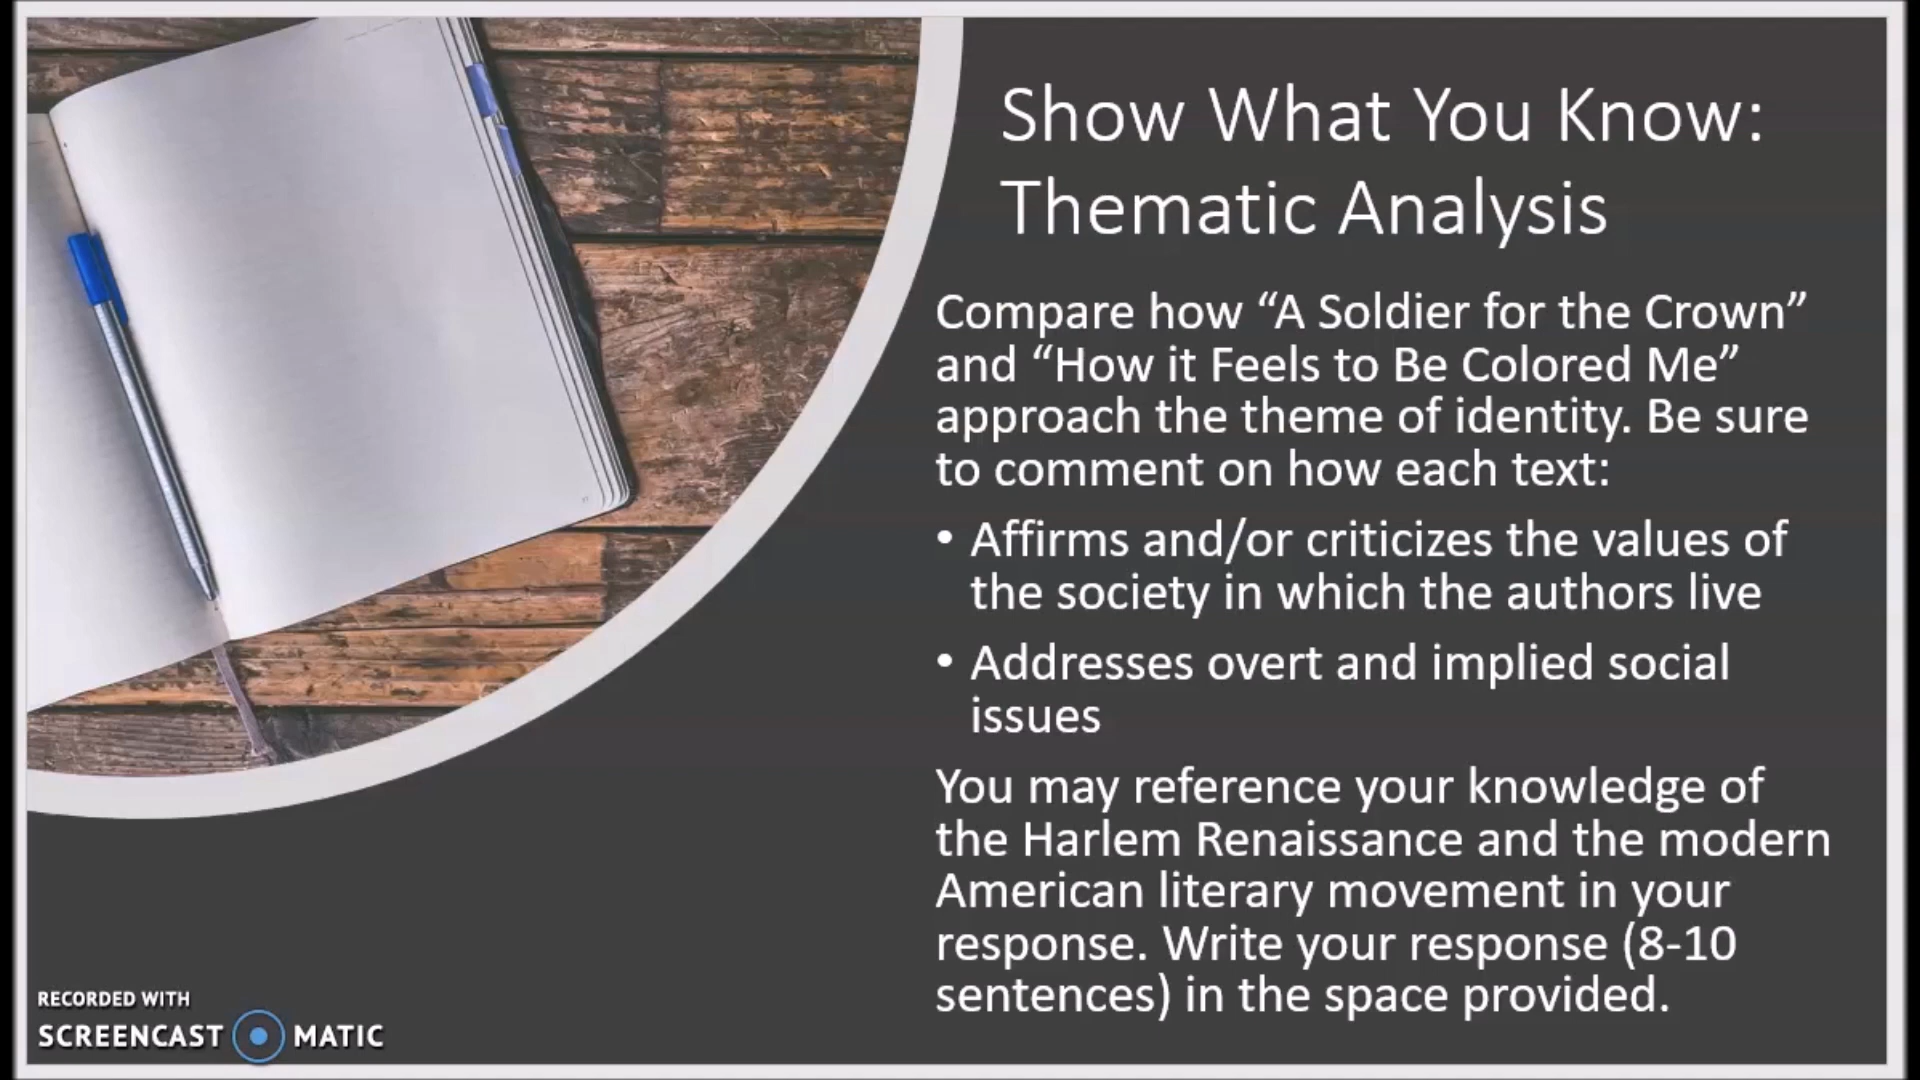 Show What You Know:
Thematic Analysis
Compare how “A Soldier for the Crown”
and “How it Feels to Be Colored Me”
approach the theme of identity. Be sure
to comment on how each text:
• Affirms and/or criticizes the values of
the society in which the authors live
• Addresses overt and implied social
issues
You may reference your knowledge of
the Harlem Renaissance and the modern
American literary movement in your
response. Write your response (8-10
sentences) in the space provided.
RECORDED WITH
SCREENCAST MATIC